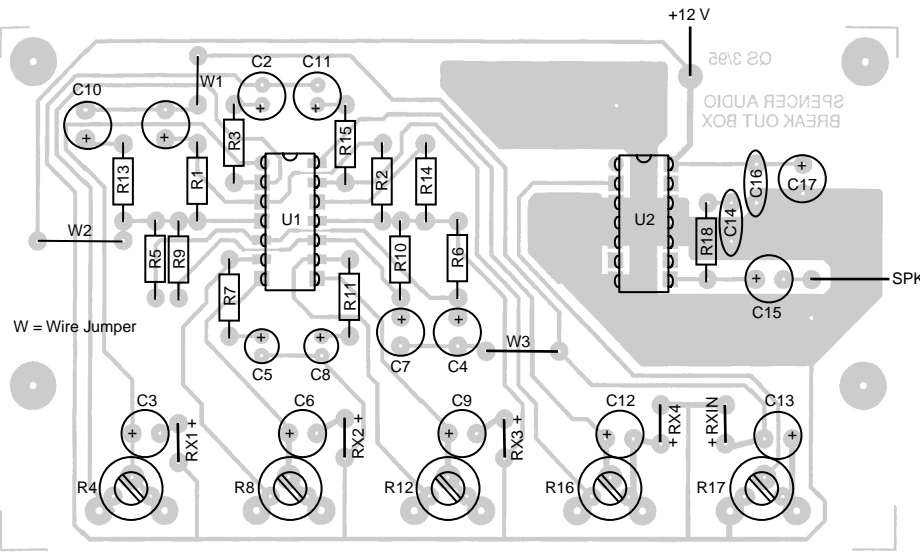 +12 V
QS 3/95
SPENCER AUDIO
BREAK OUT BOX
C10
W1
C2
C11
R13
R1
R3
R15
R2
R14
U1
U2
C16
C17
C14
R18
W2
R5
R9
R7
R11
R10
R6
SPK
C15
W = Wire Jumper
C5
C8
C7
C4
W3
C3
RX1 +
C6
RX2 +
C9
RX3 +
C12
+ RX4
+ RXIN
C13
R4
R8
R12
R16
R17